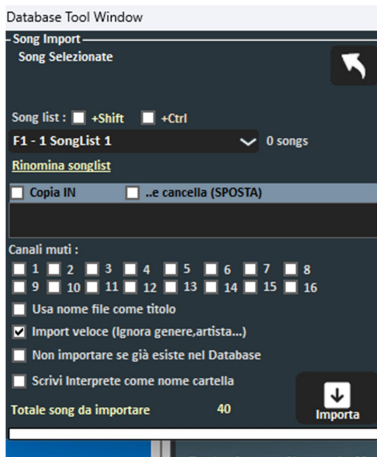 Database Tool Window
Song Import
Song Selezionate
Song list : +Shift +Ctrl
F1 - 1 SongList 1 0 songs
Rinomina songlist
Copia IN ..e cancella (SPOSTA)
Canali muti :
1 2 3 4 5 6 7 8
9 10 11 12 13 14 15 16
Usa nome file come titolo
Import veloce (Ignora genere,artista...)
Non importare se già esiste nel Database
Scrivi Interprete come nome cartella
Totale song da importare 40
Importa